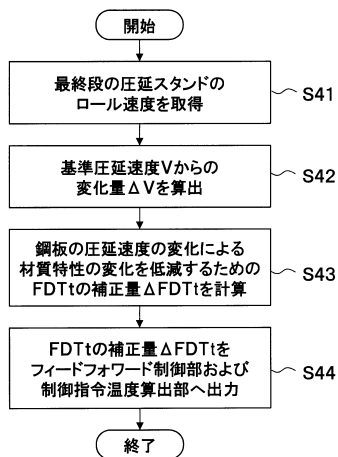 開始
最終段の圧延スタンドの
ロール速度を取得
S41
基準圧延速度Vからの
変化量ΔVを算出
S42
鋼板の圧延速度の変化による
材質特性の変化を低減するための
FDTtの補正量ΔFDTtを計算
S43
FDTtの補正量ΔFDTtを
フィードフォワード制御部および
制御指令温度算出部へ出力
S44
終了